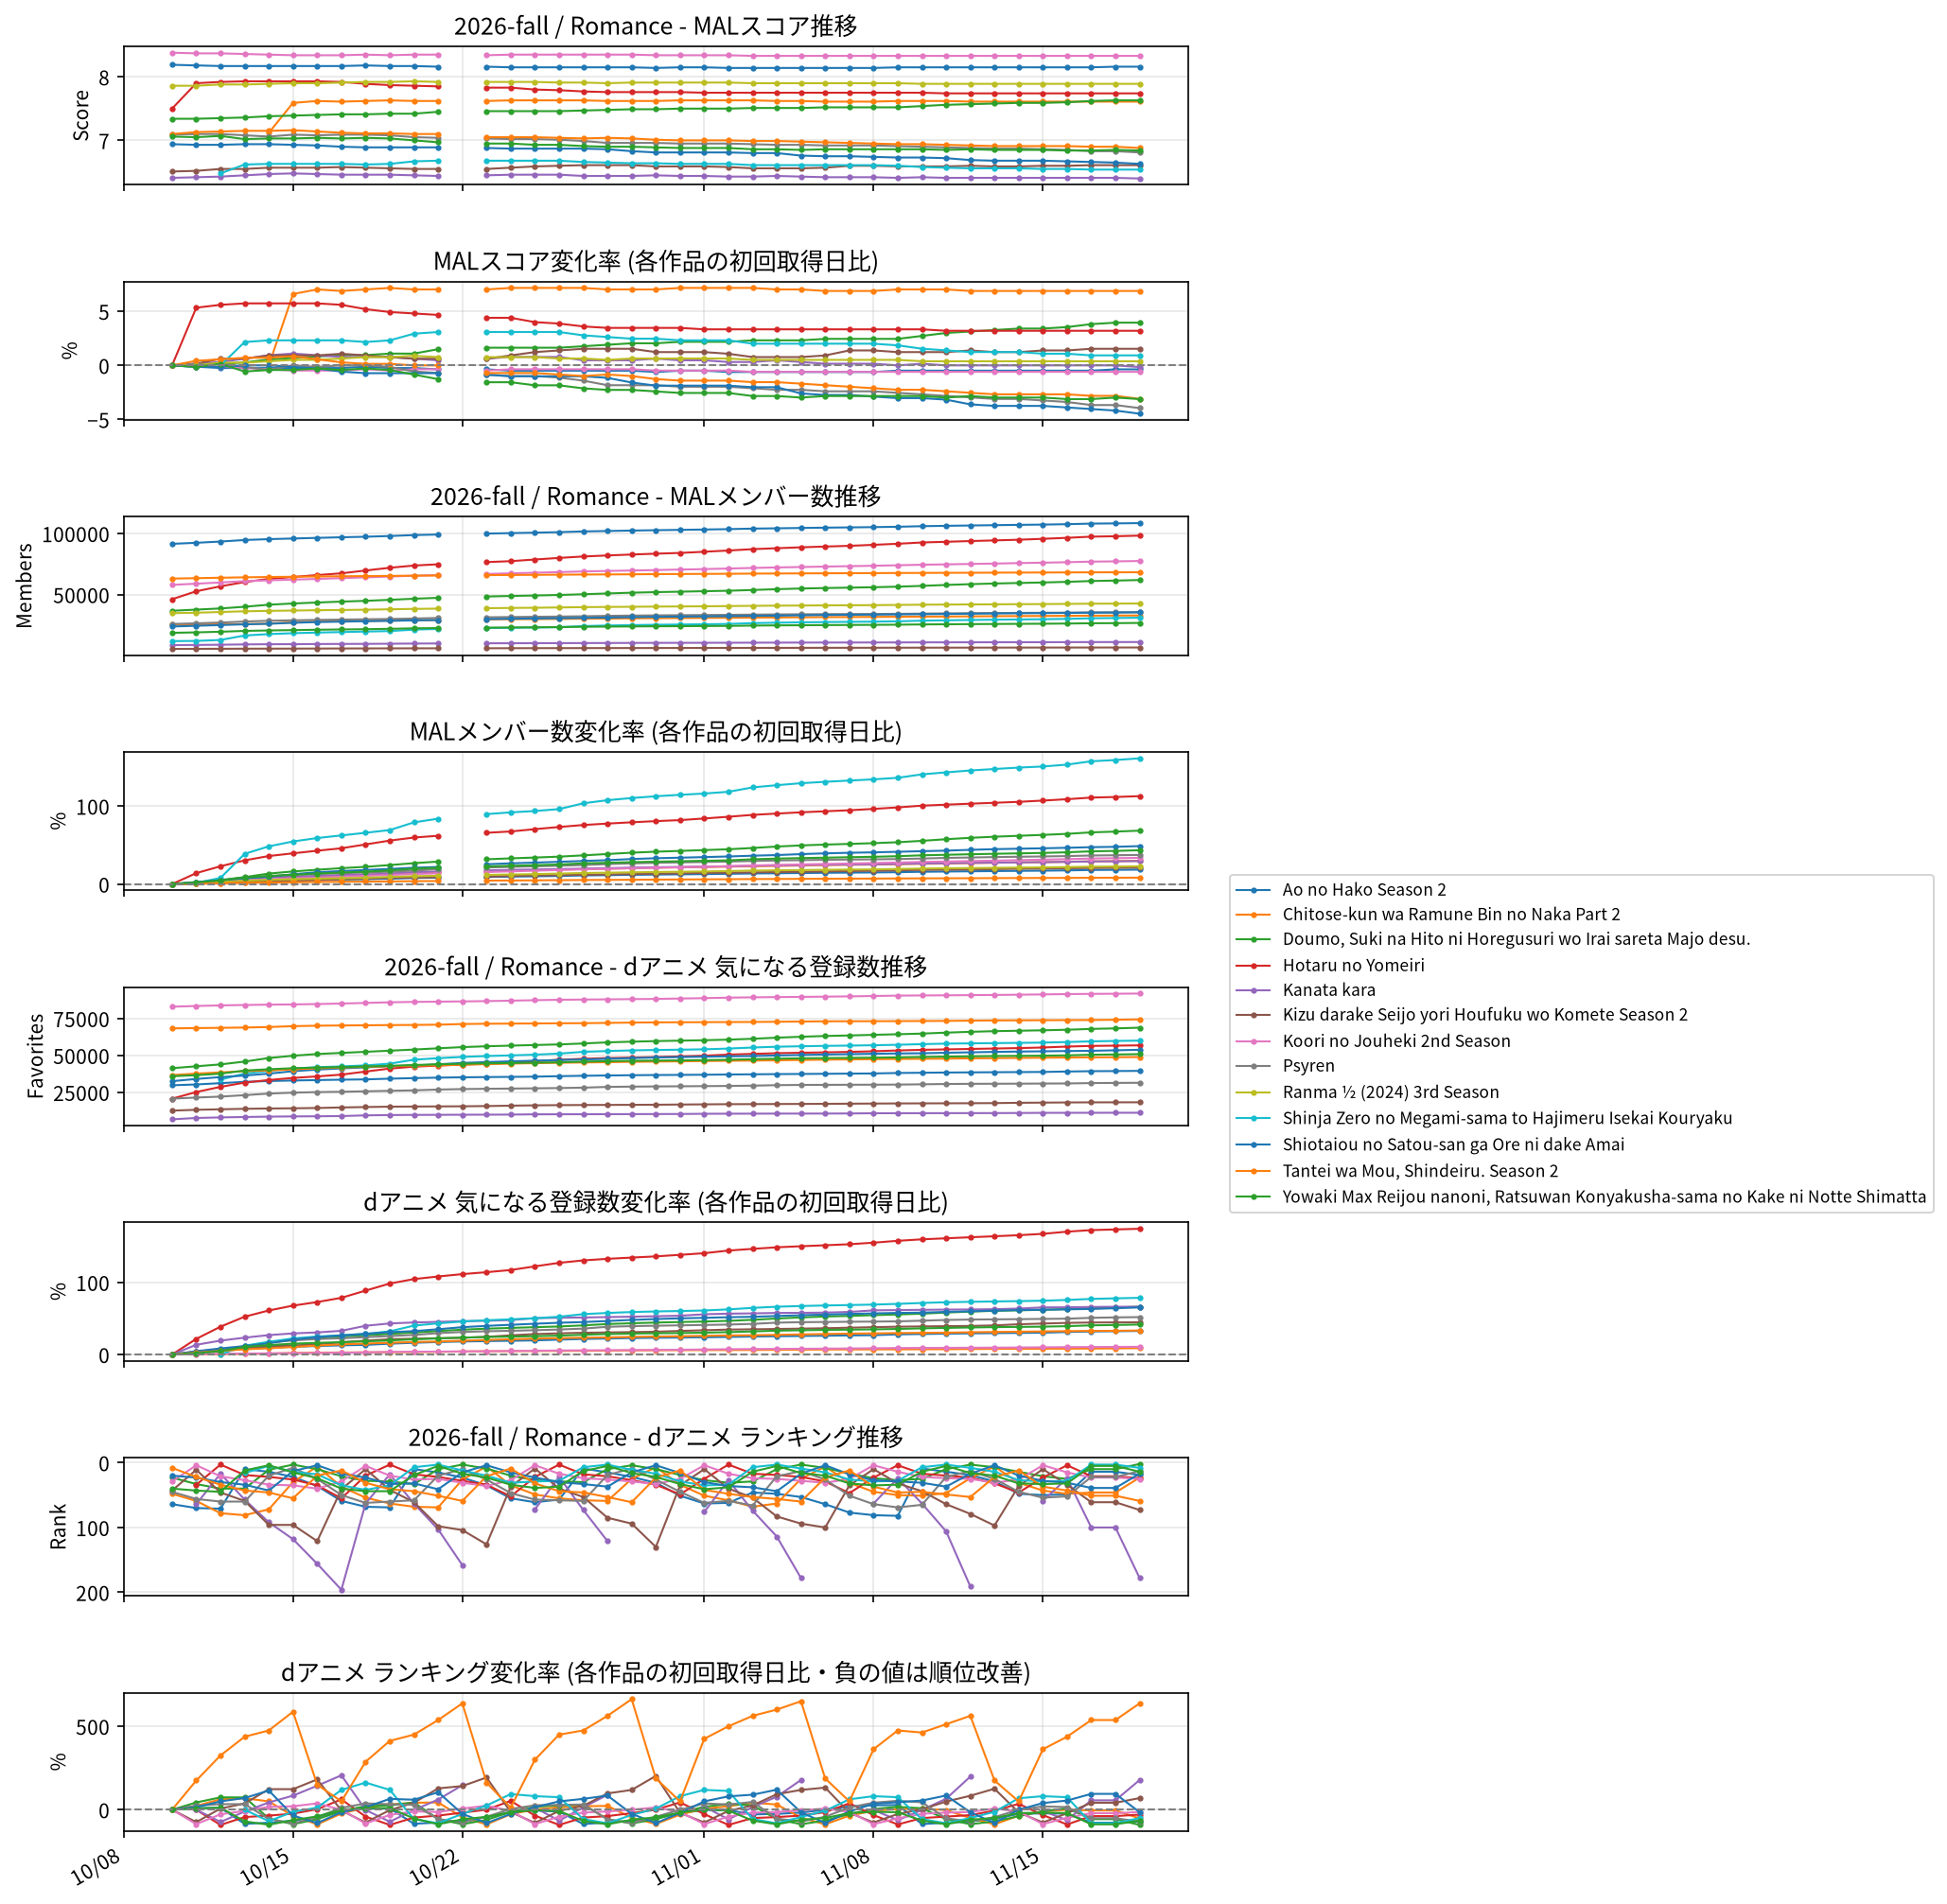 2026-fall / Romance - MALスコア推移
8
7
Score
MALスコア変化率 (各作品の初回取得日比)
5
0
−5
%
2026-fall / Romance - MALメンバー数推移
100000
50000
Members
MALメンバー数変化率 (各作品の初回取得日比)
100
0
%
2026-fall / Romance - dアニメ 気になる登録数推移
75000
50000
25000
Favorites
dアニメ 気になる登録数変化率 (各作品の初回取得日比)
100
0
%
2026-fall / Romance - dアニメ ランキング推移
0
100
200
Rank
dアニメ ランキング変化率 (各作品の初回取得日比・負の値は順位改善)
500
0
%
10/08
10/15
10/22
11/01
11/08
11/15
Ao no Hako Season 2
Chitose-kun wa Ramune Bin no Naka Part 2
Doumo, Suki na Hito ni Horegusuri wo Irai sareta Majo desu.
Hotaru no Yomeiri
Kanata kara
Kizu darake Seijo yori Houfuku wo Komete Season 2
Koori no Jouheki 2nd Season
Psyren
Ranma ½ (2024) 3rd Season
Shinja Zero no Megami-sama to Hajimeru Isekai Kouryaku
Shiotaiou no Satou-san ga Ore ni dake Amai
Tantei wa Mou, Shindeiru. Season 2
Yowaki Max Reijou nanoni, Ratsuwan Konyakusha-sama no Kake ni Notte Shimatta